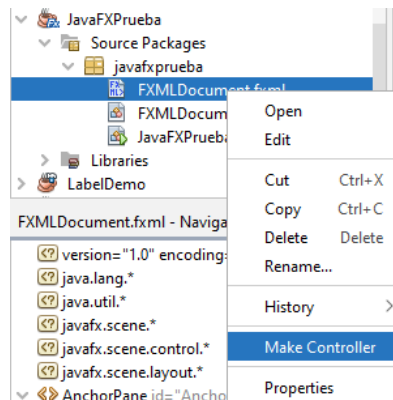 JavaFXPrueba
Source Packages
javafxprueba
FXMLDocument.fxml
FXMLDocum
JavaFXPrueba
Libraries
LabelDemo
Open
Edit
Cut Ctrl+X
Copy Ctrl+C
Delete Delete
Rename...
History
Make Controller
Properties
FXMLDocument.fxml - Naviga
version="1.0" encoding=
java.lang.*
java.util.*
javafx.scene.*
javafx.scene.control.*
javafx.scene.layout.*
AnchorPane id="Ancho